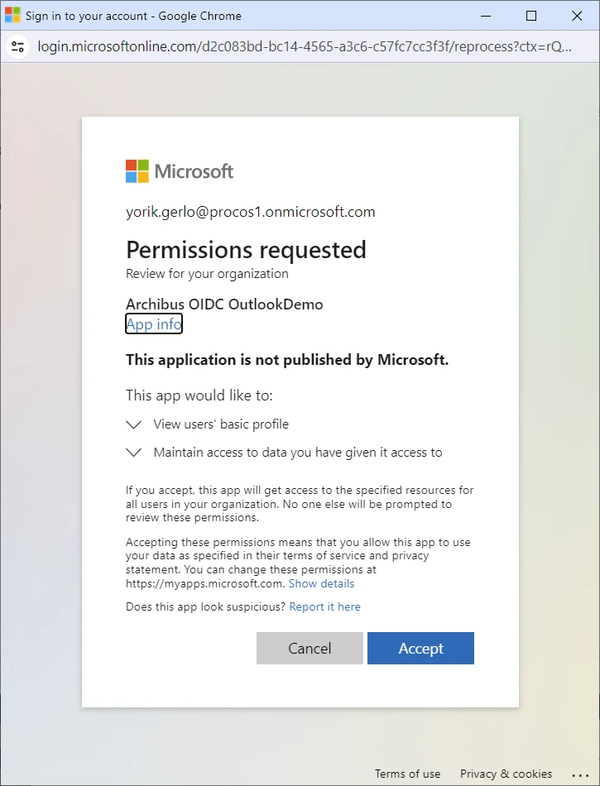 Sign in to your account - Google Chrome
login.microsoftonline.com/d2c083bd-bc14-4565-a3c6-c57fc7cc3f3f/reprocess?ctx=rQ...
Microsoft
yorik.gerlo@procos1.onmicrosoft.com
Permissions requested
Review for your organization
Archibus OIDC OutlookDemo
App info
This application is not published by Microsoft.
This app would like to:
View users' basic profile
Maintain access to data you have given it access to
If you accept, this app will get access to the specified resources for
all users in your organization. No one else will be prompted to
review these permissions.
Accepting these permissions means that you allow this app to use
your data as specified in their terms of service and privacy
statement. You can change these permissions at
https://myapps.microsoft.com. Show details
Does this app look suspicious? Report it here
Cancel Accept
Terms of use Privacy & cookies ...